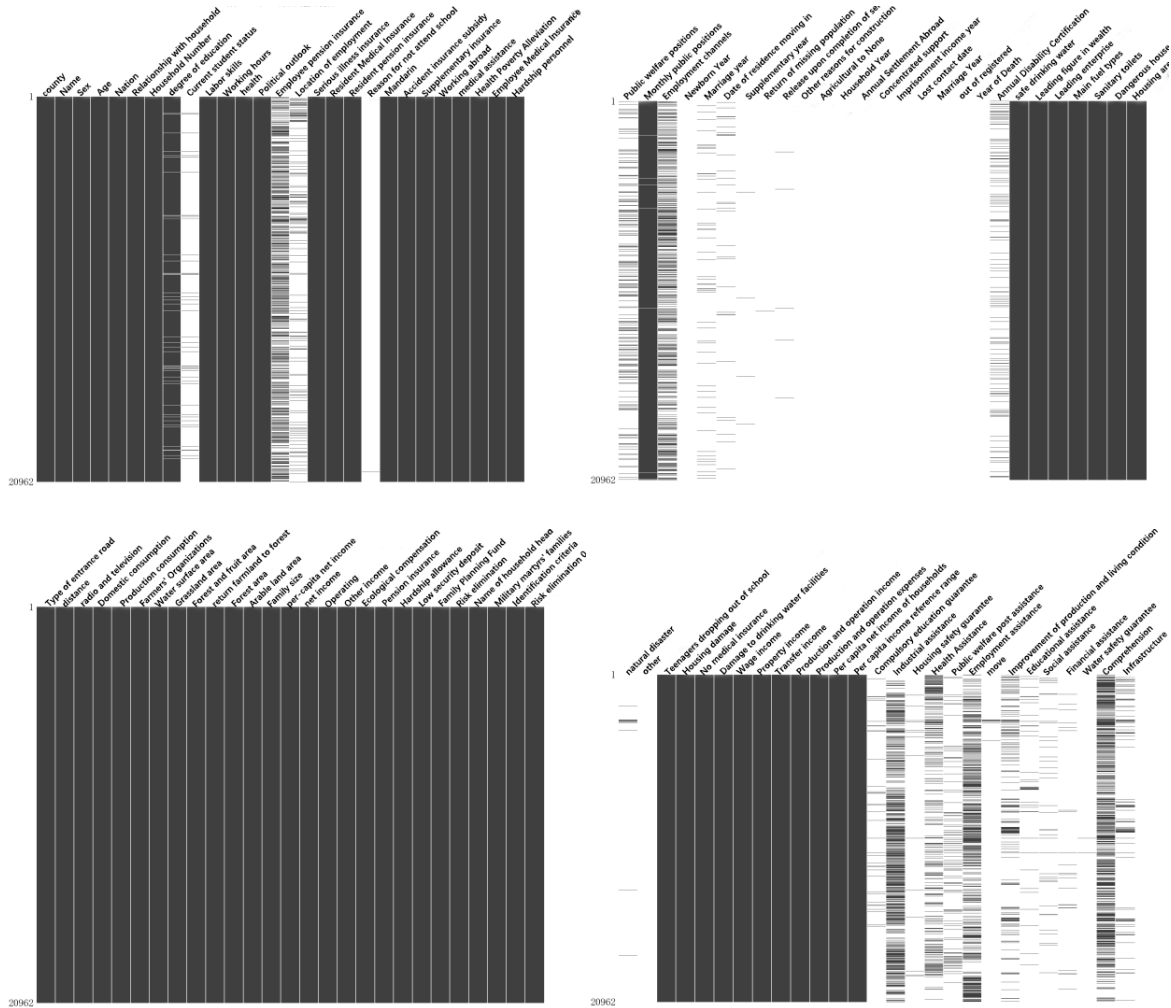 county
Name
Sex
Age
Nation
Relationship with household
Household Number
degree of education
Current student status
Labor skills
Working hours
health
Political outlook
Employee pension insurance
Location of employment
Serious illness insurance
Resident Medical Insurance
Resident pension insurance
Reason for not attend school
Mandarin
Accident insurance subsidy
Supplementary insurance
Working abroad
medical assistance
Health Poverty Alleviation
Employee Medical Insurance
Hardship personnel
1
20962
Public welfare positions
Monthly public positions
Employment channels
Newborn Year
Marriage year
Date of residence moving in
Supplementary year
Return of missing population
Release upon completion of se.
Other reasons for construction
Agricultural to None
Household Year
Annual Settlement Abroad
Concentrated support
Imprisonment income year
Lost contact date
Marriage Year
out of registered
Year of Death
Annual Disability Certification
safe drinking water
Leading figure in wealth
Leading enterprise
Main fuel types
Sanitary toilets
Dangerous house
Housing are
1
20962
Type of entrance road
distance
radio and television
Domestic consumption
Production consumption
Farmers' Organizations
Water surface area
Grassland area
Forest and fruit area
return farmland to forest
Forest area
Arable land area
Family size
per-capita net income
net income
Operating
Other income
Ecological compensation
Pension insurance
Hardship allowance
Low security deposit
Family Planning Fund
Risk elimination
Name of household head
Military martyrs' families
Identification criteria
Risk elimination 0
1
20962
natural disaster
other
Teenagers dropping out of school
Housing damage
No medical insurance
Damage to drinking water facilities
Wage income
Property income
Transfer income
Production and operation income
Production and operation expenses
Per capita net income of households
Per capita income reference range
Compulsory education guarantee
Industrial assistance
Housing safety guarantee
Health Assistance
Public welfare post assistance
Employment assistance
move
Improvement of production and living condition
Educational assistance
Social assistance
Financial assistance
Water safety guarantee
Comprehension
Infrastructure
1
20962